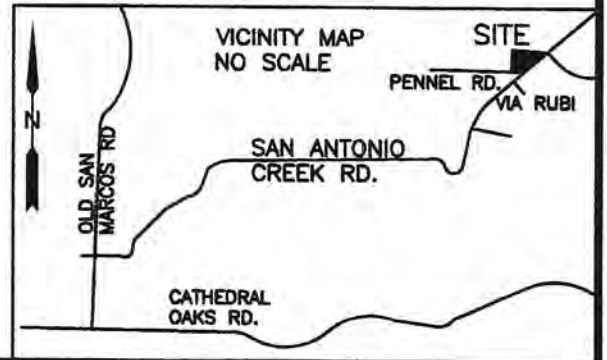 VICINITY MAP
NO SCALE
SITE
PENNEL RD.
VIA RUBI
N
SAN ANTONIO
CREEK RD.
OLD SAN
MARCOS RD
CATHEDRAL
OAKS RD.